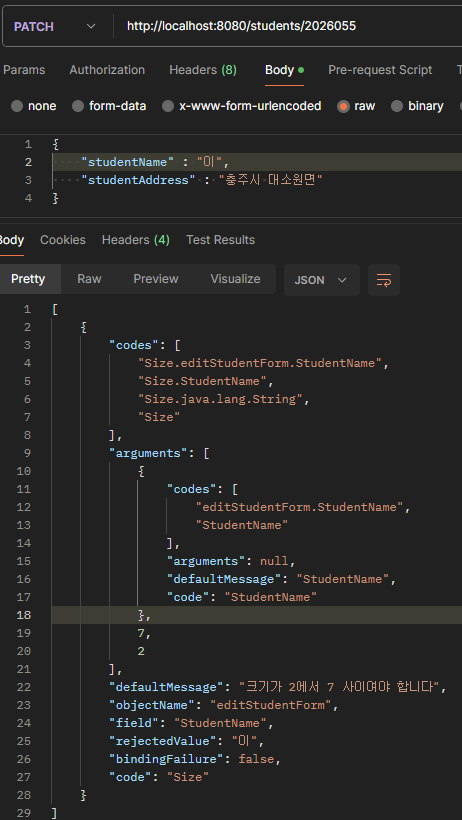 PATCH http://localhost:8080/students/2026055
Params Authorization Headers (8) Body Pre-request Script
none form-data x-www-form-urlencoded raw binary
1 {
2 "studentName" : "이",
3 "studentAddress" : "충주시 대소원면"
4 }
Body Cookies Headers (4) Test Results
Pretty Raw Preview Visualize JSON
1 [
2 {
3 "codes": [
4 "Size.editStudentForm.StudentName",
5 "Size.StudentName",
6 "Size.java.lang.String",
7 "Size"
8 ],
9 "arguments": [
10 {
11 "codes": [
12 "editStudentForm.StudentName",
13 "StudentName"
14 ],
15 "arguments": null,
16 "defaultMessage": "StudentName",
17 "code": "StudentName"
18 },
19 7,
20 2
21 ],
22 "defaultMessage": "크기가 2에서 7 사이여야 합니다",
23 "objectName": "editStudentForm",
24 "field": "StudentName",
25 "rejectedValue": "이",
26 "bindingFailure": false,
27 "code": "Size"
28 }
29 ]